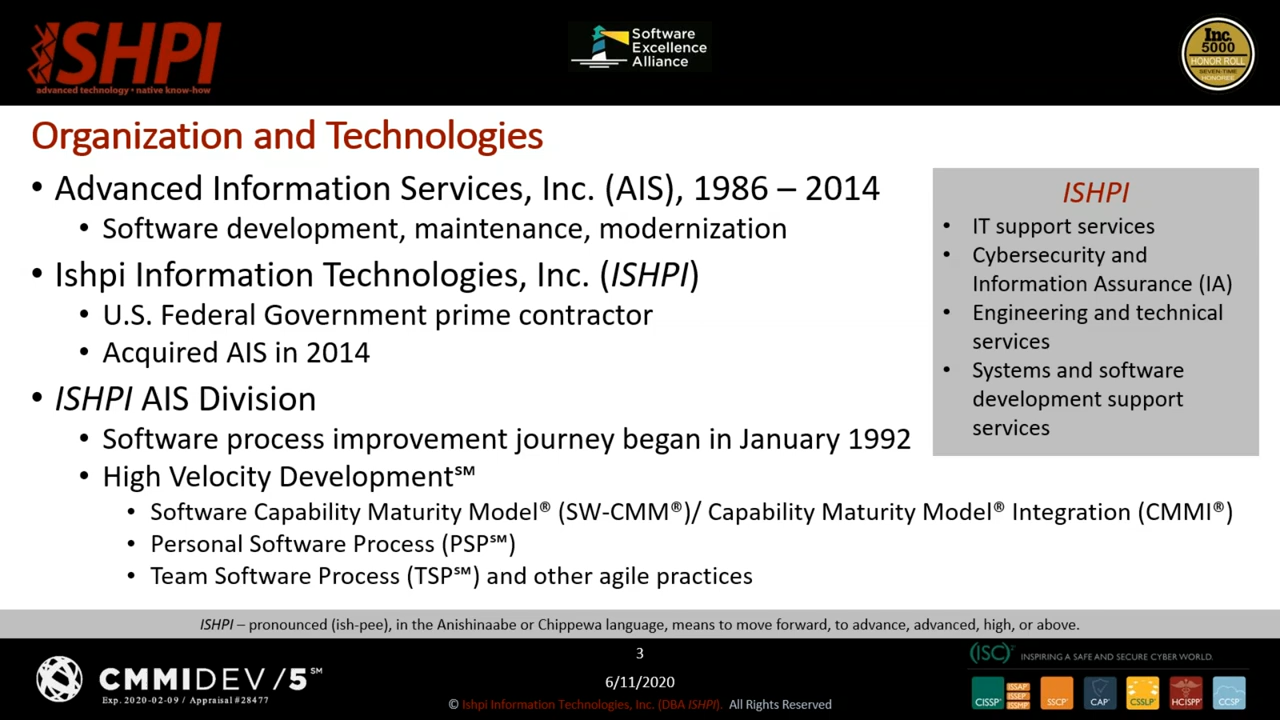 ISHPI
advanced technology • native know-how
Software
Excellence
Alliance
Inc.
5000
HONOR ROLL
SEVEN-TIME
HONOREE
Organization and Technologies
• Advanced Information Services, Inc. (AIS), 1986 – 2014
• Software development, maintenance, modernization
• Ishpi Information Technologies, Inc. (ISHPI)
• U.S. Federal Government prime contractor
• Acquired AIS in 2014
• ISHPI AIS Division
• Software process improvement journey began in January 1992
• High Velocity Development℠
• Software Capability Maturity Model® (SW-CMM®)/ Capability Maturity Model® Integration (CMMI®)
• Personal Software Process (PSP℠)
• Team Software Process (TSP℠) and other agile practices
ISHPI
• IT support services
• Cybersecurity and
Information Assurance (IA)
• Engineering and technical
services
• Systems and software
development support
services
ISHPI – pronounced (ish-pee), in the Anishinaabe or Chippewa language, means to move forward, to advance, advanced, high, or above.
CMMIDEV/5℠
Exp. 2020-02-09 / Appraisal #28477
3
6/11/2020
© Ishpi Information Technologies, Inc. (DBA ISHPI). All Rights Reserved
(ISC)² INSPIRING A SAFE AND SECURE CYBER WORLD.
CISSP
ISSAP
ISSEP
ISSMP
SSCP
CAP
CSSLP
HCISPP
CCSP